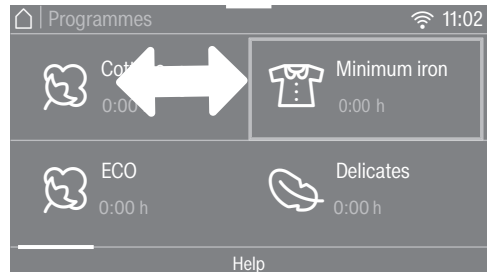 Programmes
11:02
Minimum iron
0:00 h
ECO
0:00 h
Delicates
0:00 h
Help